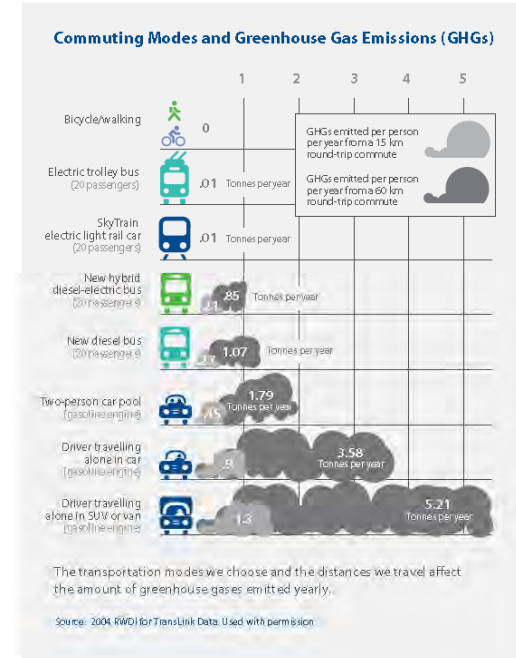 Commuting Modes and Greenhouse Gas Emissions (GHGs)
1 2 3 4 5
Bicycle/walking
0
GHGs emitted per person
per year from a 15 km
round-trip commute
GHGs emitted per person
per year from a 60 km
round-trip commute
Electric trolley bus
(20 passengers)
.01 Tonnes per year
SkyTrain
electric light rail car
(20 passengers)
.01 Tonnes per year
New hybrid
diesel-electric bus
(20 passengers)
.85 Tonnes per year
New diesel bus
(20 passengers)
1.07 Tonnes per year
Two-person car pool
(gasoline engine)
.45
1.79
Tonnes per year
Driver travelling
alone in car
(gasoline engine)
.9
3.58
Tonnes per year
Driver travelling
alone in SUV or van
(gasoline engine)
1.3
5.21
Tonnes per year
The transportation modes we choose and the distances we travel affect
the amount of greenhouse gases emitted yearly.
Source: 2004 RWDI for TransLink Data. Used with permission